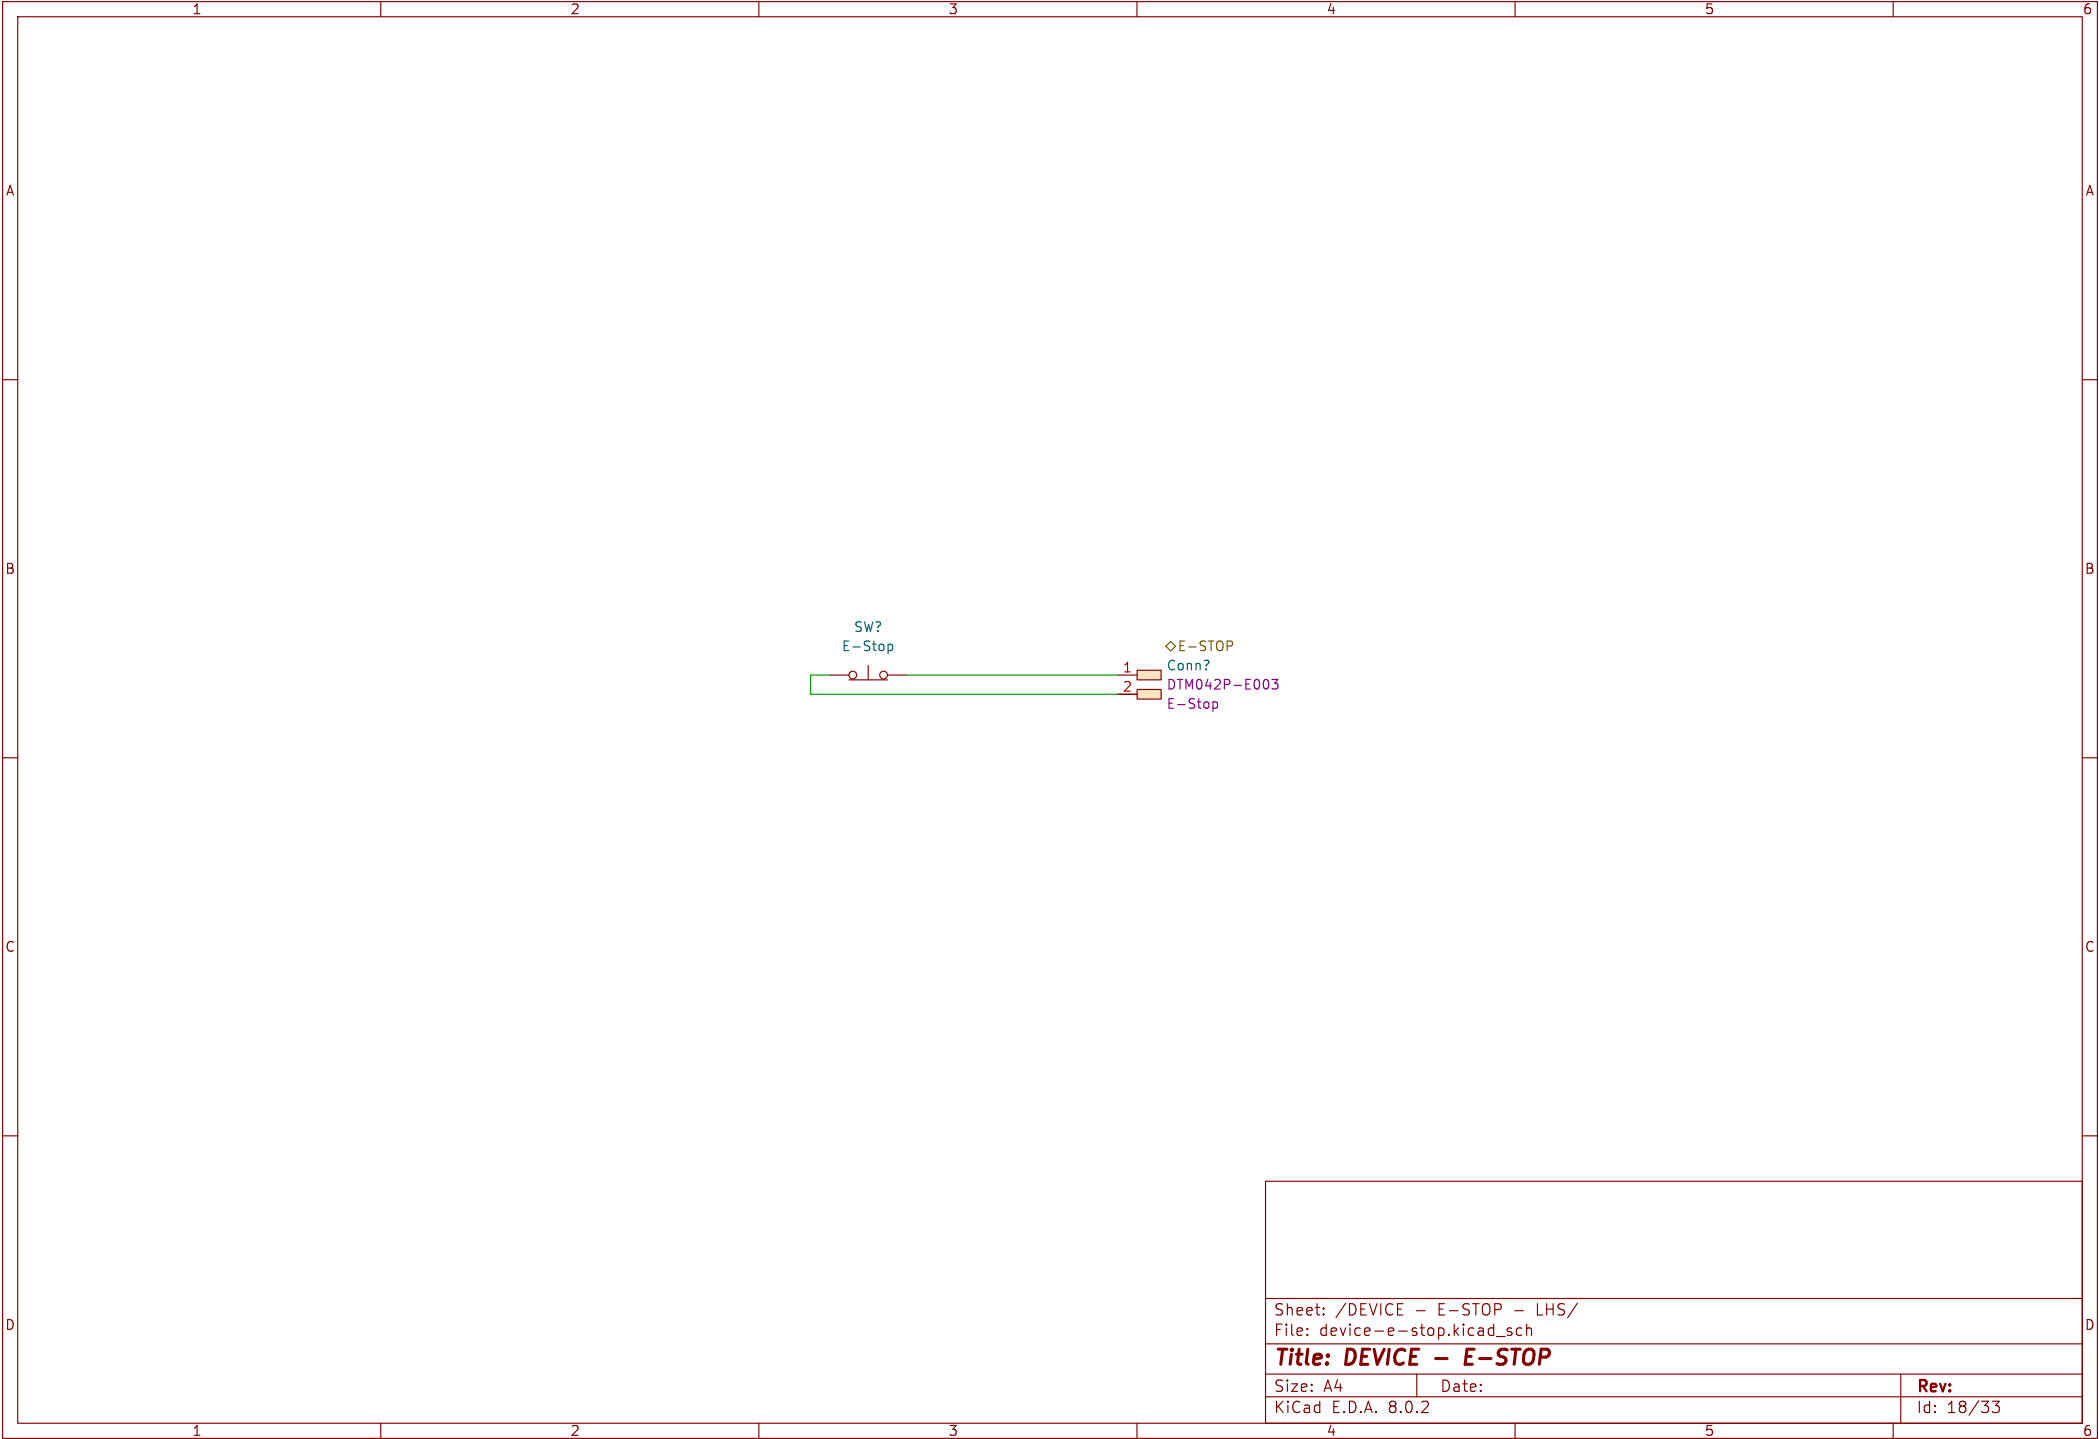 1 2 3 4 5 6
A A
B B
SW?
E-Stop
E-STOP
Conn?
1
DTM042P-E003
2
E-Stop
C C
Sheet: /DEVICE - E-STOP - LHS/
File: device-e-stop.kicad_sch
D D
Title: DEVICE - E-STOP
Size: A4 Date: Rev:
KiCad E.D.A. 8.0.2 Id: 18/33
1 2 3 4 5 6